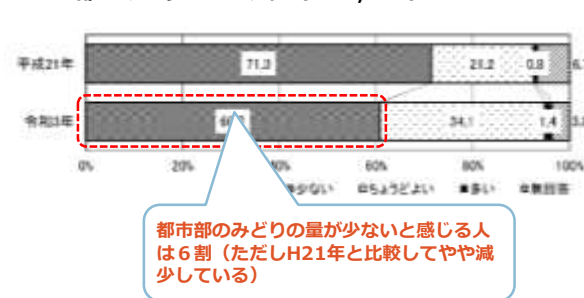 平成21年
71.3
21.2
0.8
6.
令和3年
34.1
1.4
3.
0%
20%
40%
60%
80%
100%
少ない
ちょうどよい
多い
無回答
都市部のみどりの量が少ないと感じる人
は６割（ただしH21年と比較してやや減
少している）